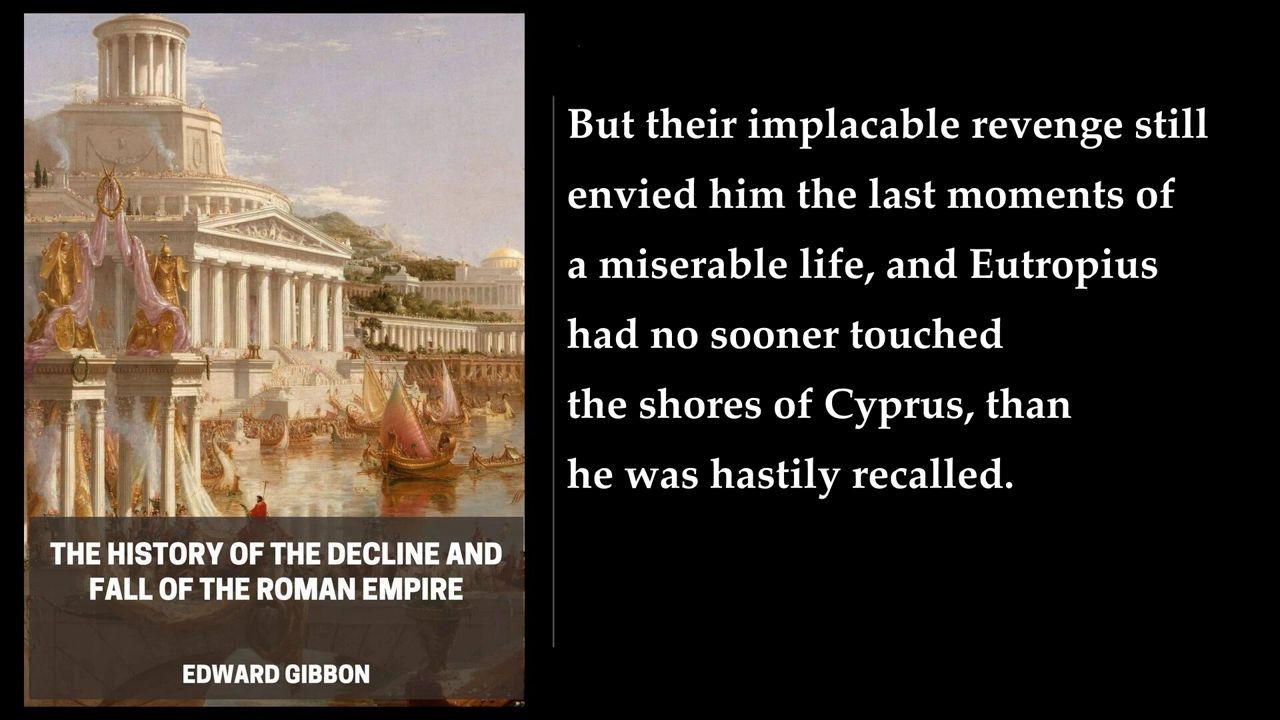 THE HISTORY OF THE DECLINE AND
FALL OF THE ROMAN EMPIRE
EDWARD GIBBON
But their implacable revenge still
envied him the last moments of
a miserable life, and Eutropius
had no sooner touched
the shores of Cyprus, than
he was hastily recalled.